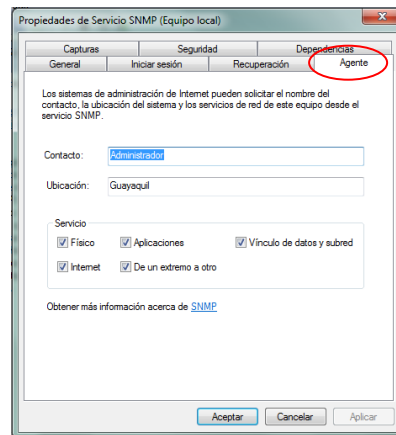 Propiedades de Servicio SNMP (Equipo local)
Capturas Seguridad Dependencias
General Iniciar sesión Recuperación Agente
Los sistemas de administración de Internet pueden solicitar el nombre del
contacto, la ubicación del sistema y los servicios de red de este equipo desde el
servicio SNMP.
Contacto: Administrador
Ubicación: Guayaquil
Servicio
Físico Aplicaciones Vínculo de datos y subred
Internet De un extremo a otro
Obtener más información acerca de SNMP
Aceptar Cancelar Aplicar